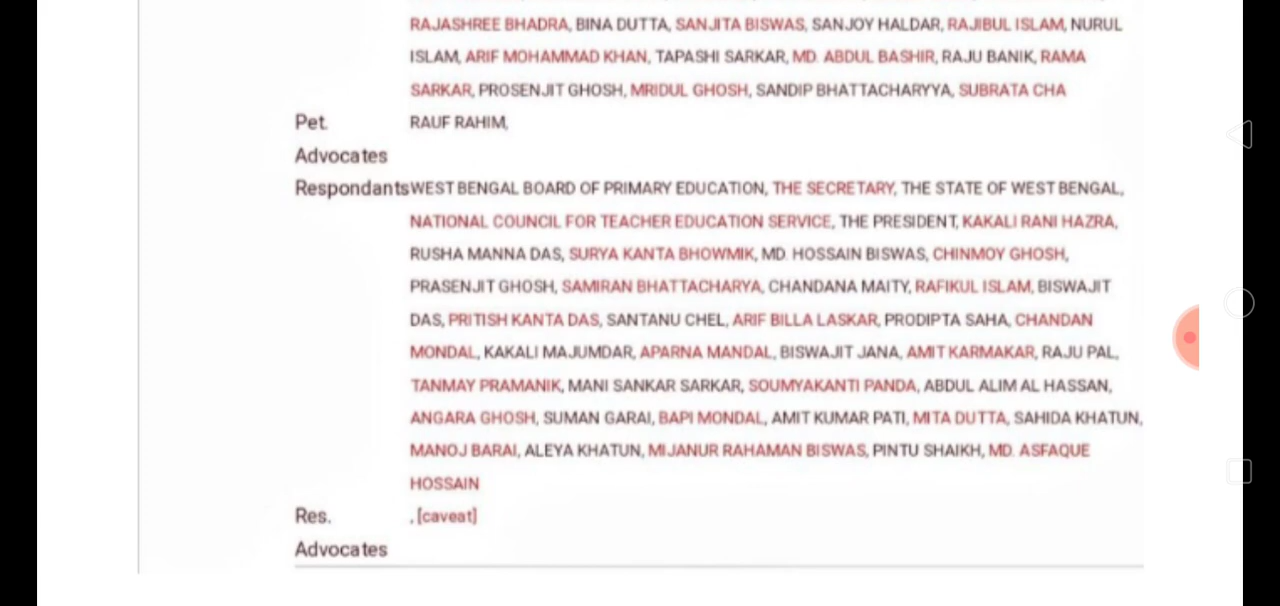 RAJASHREE BHADRA, BINA DUTTA, SANJITA BISWAS, SANJOY HALDAR, RAJIBUL ISLAM, NURUL
ISLAM, ARIF MOHAMMAD KHAN, TAPASHI SARKAR, MD. ABDUL BASHIR, RAJU BANIK, RAMA
SARKAR, PROSENJIT GHOSH, MRIDUL GHOSH, SANDIP BHATTACHARYYA, SUBRATA CHA
Pet. RAUF RAHIM,
Advocates
Respondants WEST BENGAL BOARD OF PRIMARY EDUCATION, THE SECRETARY, THE STATE OF WEST BENGAL,
NATIONAL COUNCIL FOR TEACHER EDUCATION SERVICE, THE PRESIDENT, KAKALI RANI HAZRA,
RUSHA MANNA DAS, SURYA KANTA BHOWMIK, MD. HOSSAIN BISWAS, CHINMOY GHOSH,
PRASENJIT GHOSH, SAMIRAN BHATTACHARYA, CHANDANA MAITY, RAFIKUL ISLAM, BISWAJIT
DAS, PRITISH KANTA DAS, SANTANU CHEL, ARIF BILLA LASKAR, PRODIPTA SAHA, CHANDAN
MONDAL, KAKALI MAJUMDAR, APARNA MANDAL, BISWAJIT JANA, AMIT KARMAKAR, RAJU PAL,
TANMAY PRAMANIK, MANI SANKAR SARKAR, SOUMYAKANTI PANDA, ABDUL ALIM AL HASSAN,
ANGARA GHOSH, SUMAN GARAI, BAPI MONDAL, AMIT KUMAR PATI, MITA DUTTA, SAHIDA KHATUN,
MANOJ BARAI, ALEYA KHATUN, MIJANUR RAHAMAN BISWAS, PINTU SHAIKH, MD. ASFAQUE
HOSSAIN
Res. , [caveat]
Advocates